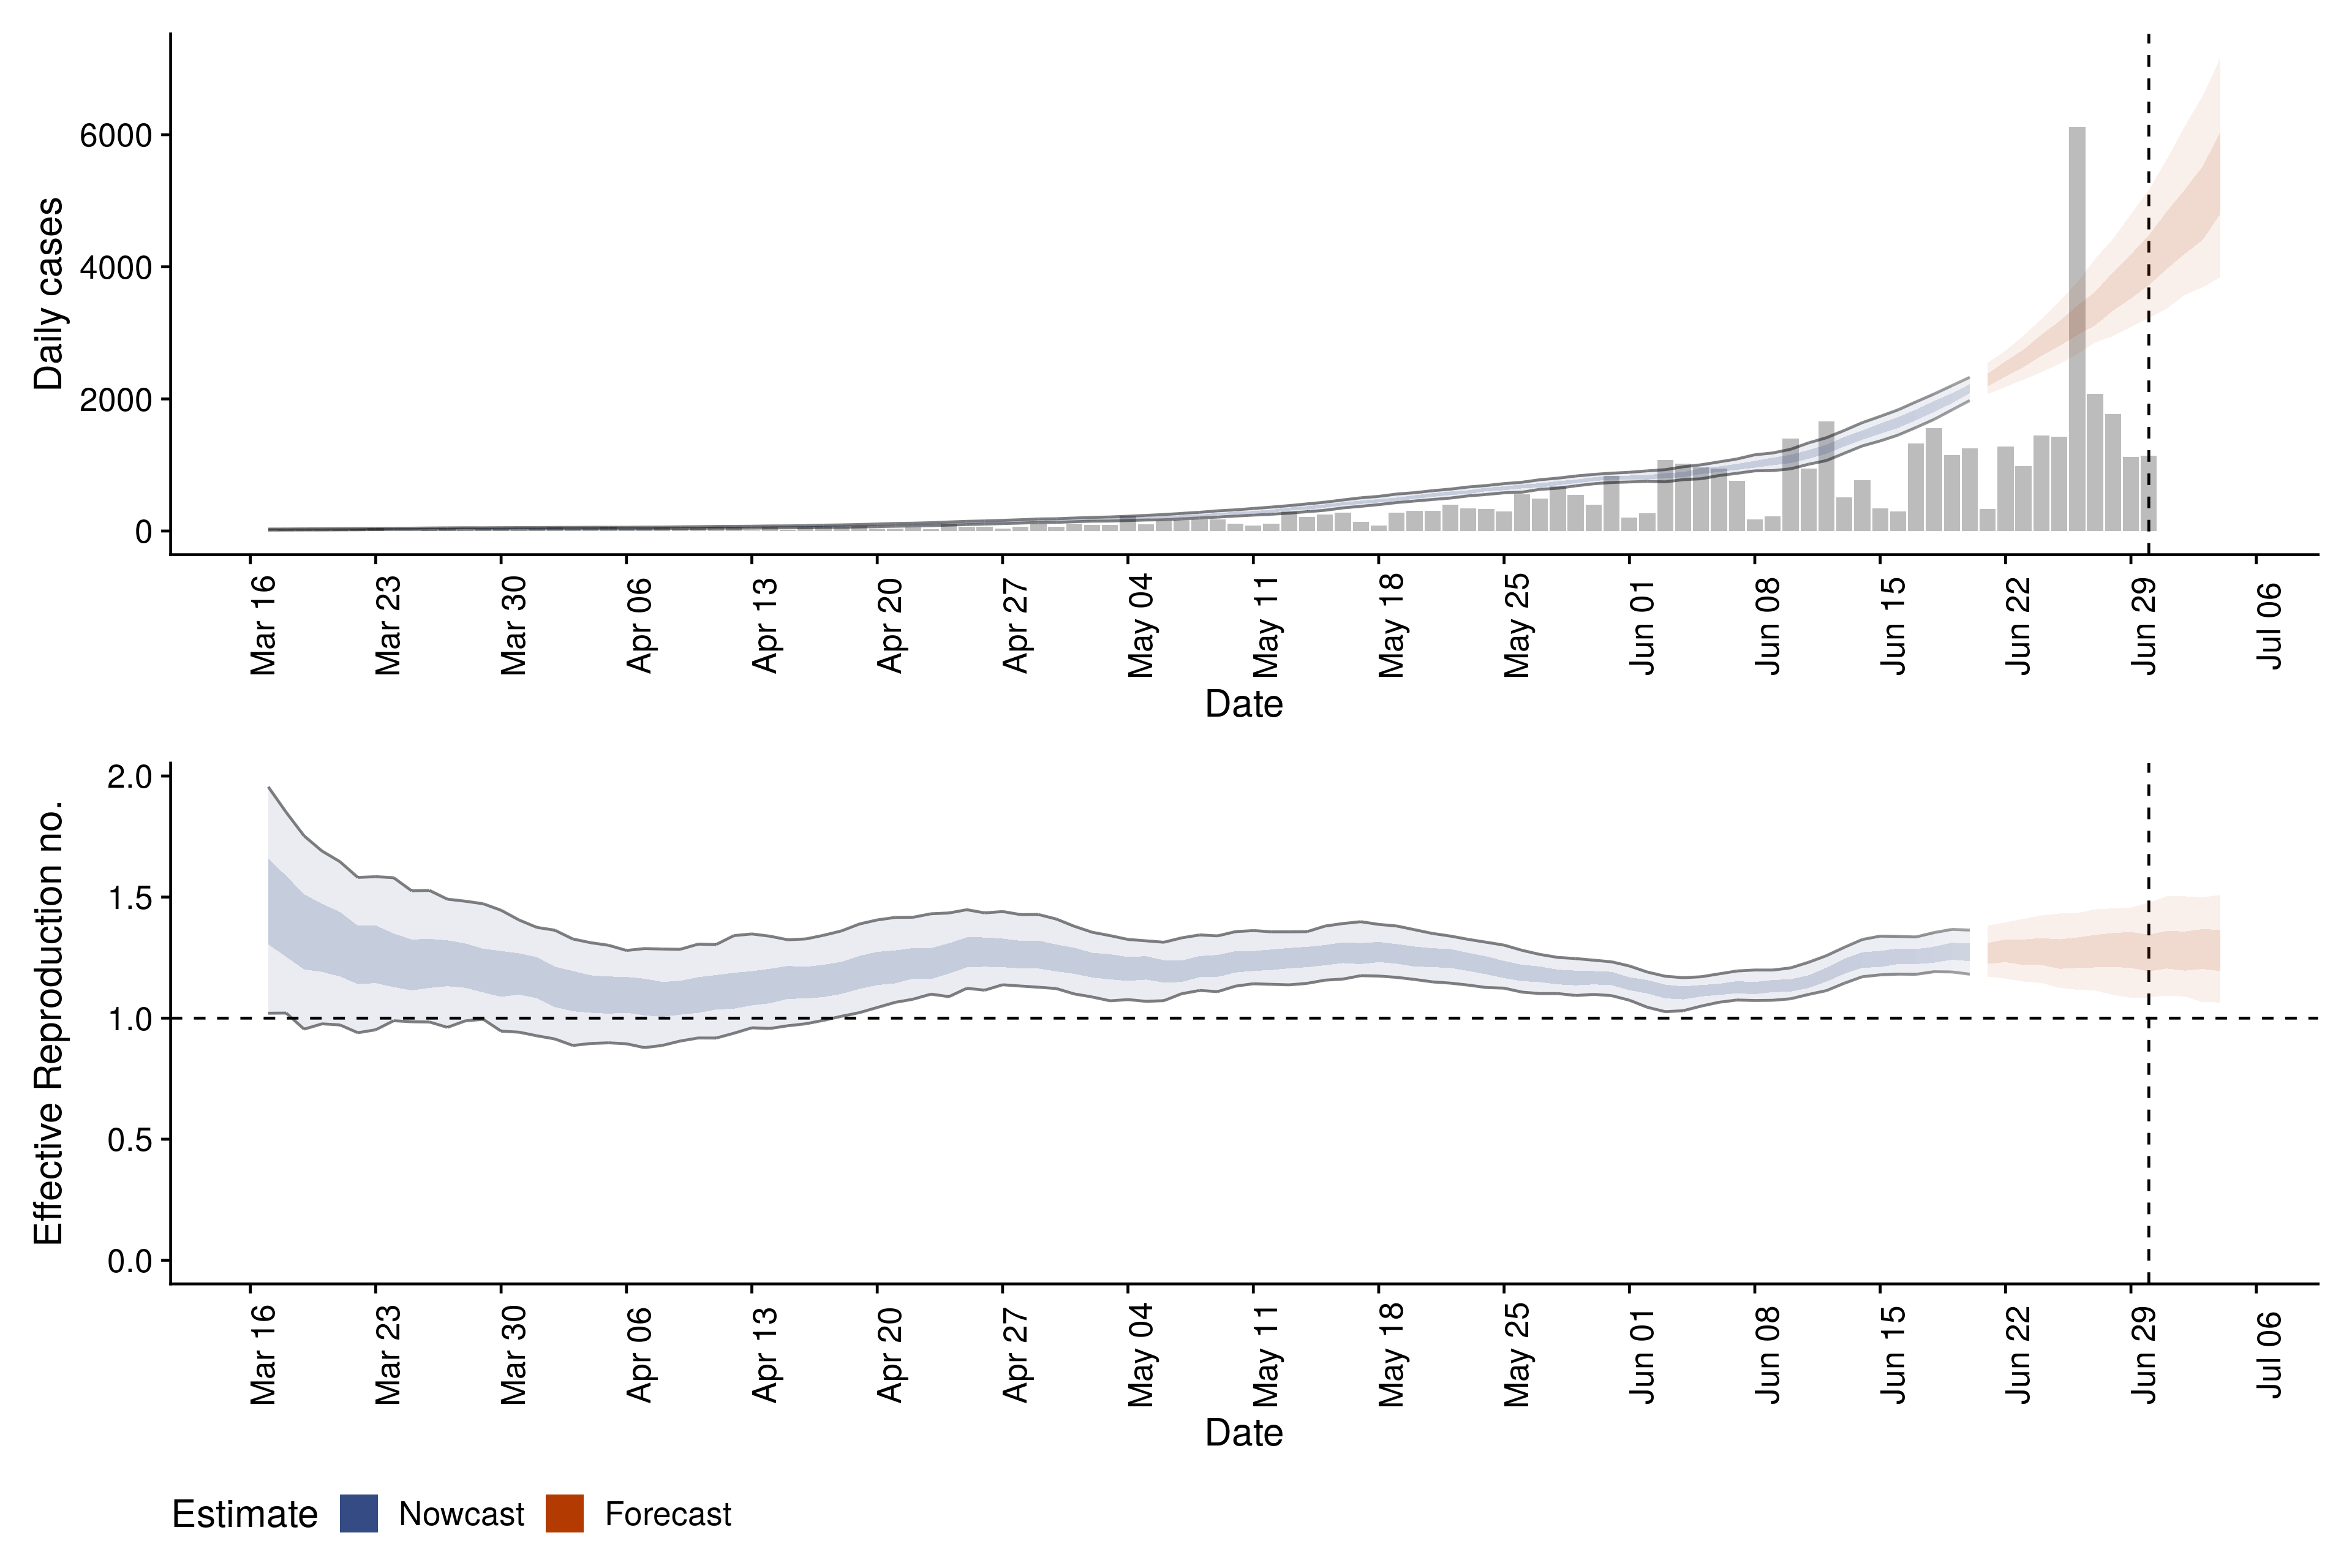 Daily cases
6000
4000
2000
0
Mar 16
Mar 23
Mar 30
Apr 06
Apr 13
Apr 20
Apr 27
May 04
May 11
May 18
May 25
Jun 01
Jun 08
Jun 15
Jun 22
Jun 29
Jul 06
Date
Effective Reproduction no.
2.0
1.5
1.0
0.5
0.0
Mar 16
Mar 23
Mar 30
Apr 06
Apr 13
Apr 20
Apr 27
May 04
May 11
May 18
May 25
Jun 01
Jun 08
Jun 15
Jun 22
Jun 29
Jul 06
Date
Estimate Nowcast Forecast